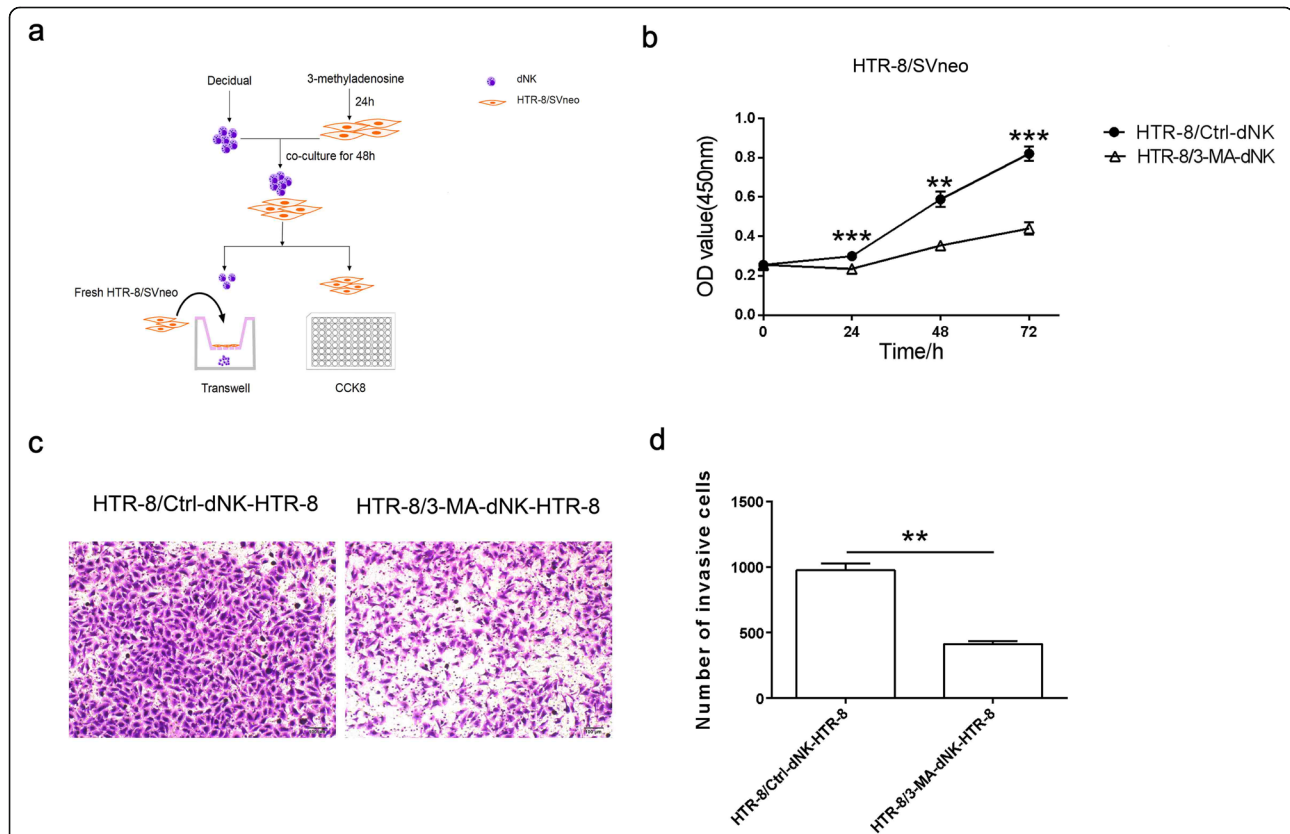 a
Decidual
3-methyladenosine
dNK
HTR-8/SVneo
24h
co-culture for 48h
Fresh HTR-8/SVneo
Transwell
CCK8
b
HTR-8/SVneo
OD value(450nm)
1.0
0.8
0.6
0.4
0.2
0.0
***
**
***
0
24
48
72
Time/h
HTR-8/Ctrl-dNK
HTR-8/3-MA-dNK
c
HTR-8/Ctrl-dNK-HTR-8
HTR-8/3-MA-dNK-HTR-8
100 μm
d
Number of invasive cells
1500
1000
500
0
**
HTR-8/Ctrl-dNK-HTR-8
HTR-8/3-MA-dNK-HTR-8